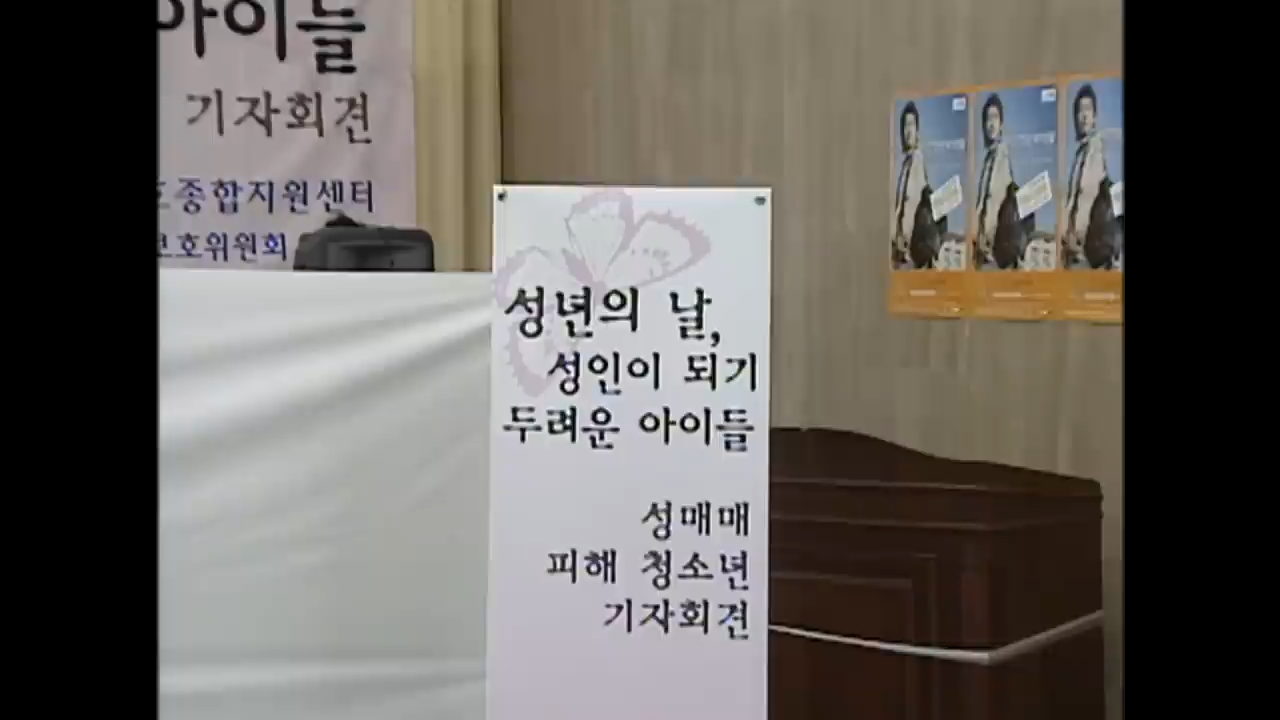 아이들
기자회견
종합지원센터
보호위원회
성년의 날,
성인이 되기
두려운 아이들
성매매
피해 청소년
기자회견